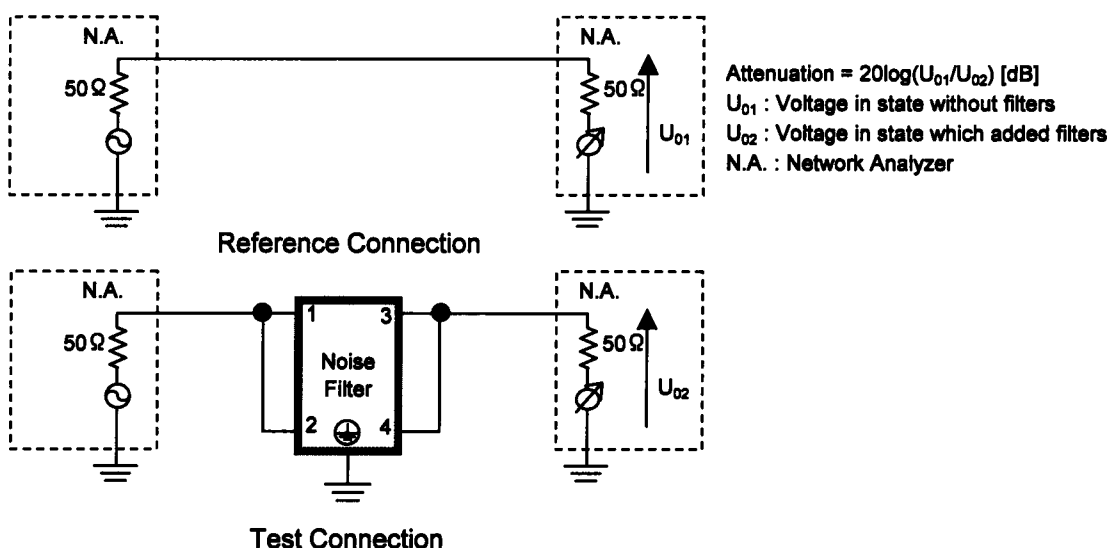 N.A.
50Ω
N.A.
50Ω
U01
Attenuation = 20log(U01/U02) [dB]
U01 : Voltage in state without filters
U02 : Voltage in state which added filters
N.A. : Network Analyzer
Reference Connection
N.A.
50Ω
1
3
Noise
Filter
2
4
N.A.
50Ω
U02
Test Connection